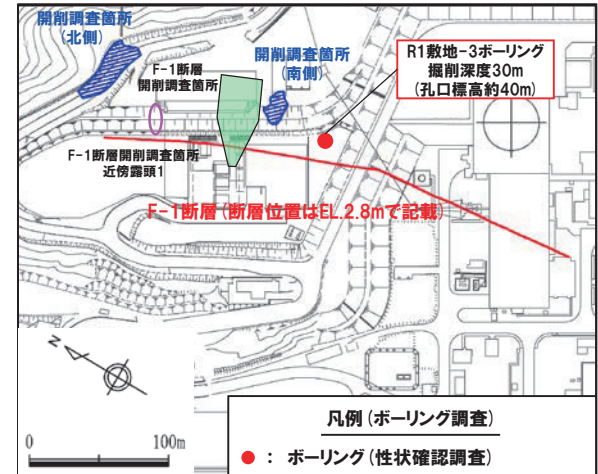 開削調査箇所
(北側)
F-1断層
開削調査箇所
開削調査箇所
(南側)
R1敷地-3ボーリング
掘削深度30m
(孔口標高約40m)
F-1断層開削調査箇所
近傍露頭1
F-1断層(断層位置はEL.2.8mで記載)
N
0 100m
凡例(ボーリング調査)
● : ボーリング(性状確認調査)